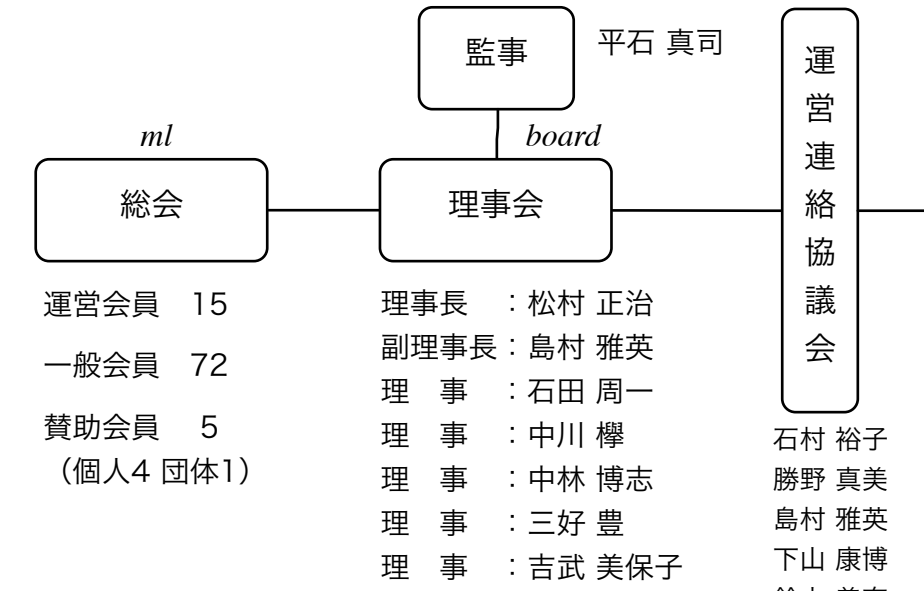 監事
平石 真司
ml
board
総会
理事会
運営連絡協議会
運営会員 15
一般会員 72
賛助会員 5
（個人4 団体1）
理事長 ：松村 正治
副理事長：島村 雅英
理 事 ：石田 周一
理 事 ：中川 欅
理 事 ：中林 博志
理 事 ：三好 豊
理 事 ：吉武 美保子
石村 裕子
勝野 真美
島村 雅英
下山 康博